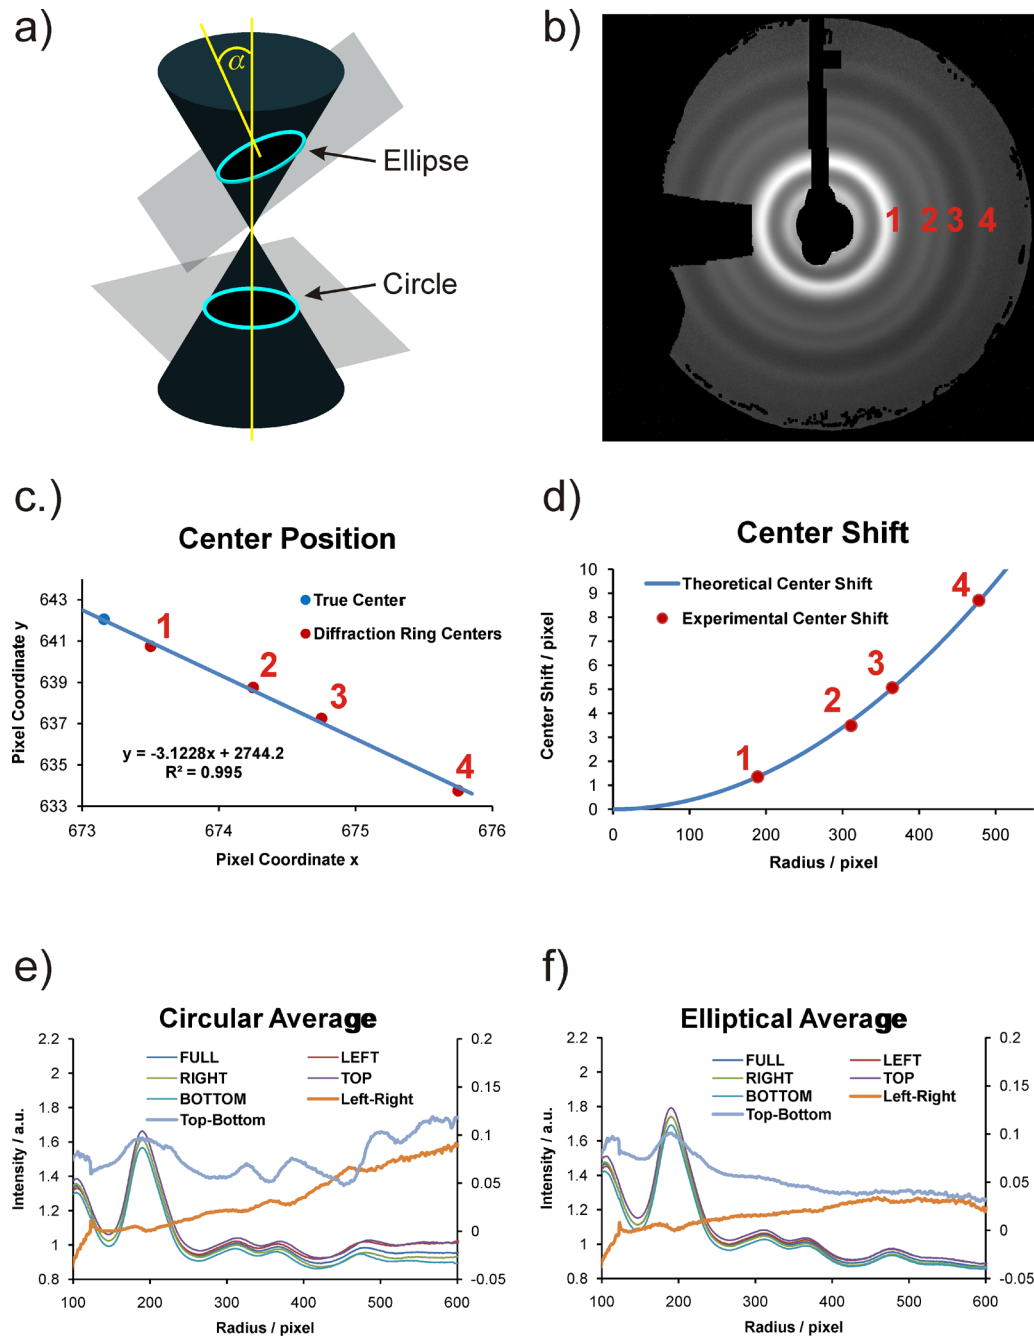 a)
α
Ellipse
Circle
b)
1 2 3 4
c.)
Center Position
643
641
639
637
635
633
673 674 675 676
Pixel Coordinate y
Pixel Coordinate x
True Center
Diffraction Ring Centers
1
2
3
4
y = -3.1228x + 2744.2
R² = 0.995
d)
Center Shift
10
9
8
7
6
5
4
3
2
1
0
0 100 200 300 400 500
Center Shift / pixel
Radius / pixel
Theoretical Center Shift
Experimental Center Shift
4
3
2
1
e)
Circular Average
2.2
2
1.8
1.6
1.4
1.2
1
0.8
0.2
0.15
0.1
0.05
0
-0.05
100 200 300 400 500 600
Intensity / a.u.
Radius / pixel
FULL LEFT
RIGHT TOP
BOTTOM Left-Right
Top-Bottom
f)
Elliptical Average
2.2
2
1.8
1.6
1.4
1.2
1
0.8
0.2
0.15
0.1
0.05
0
-0.05
100 200 300 400 500 600
Intensity / a.u.
Radius / pixel
FULL LEFT
RIGHT TOP
BOTTOM Left-Right
Top-Bottom